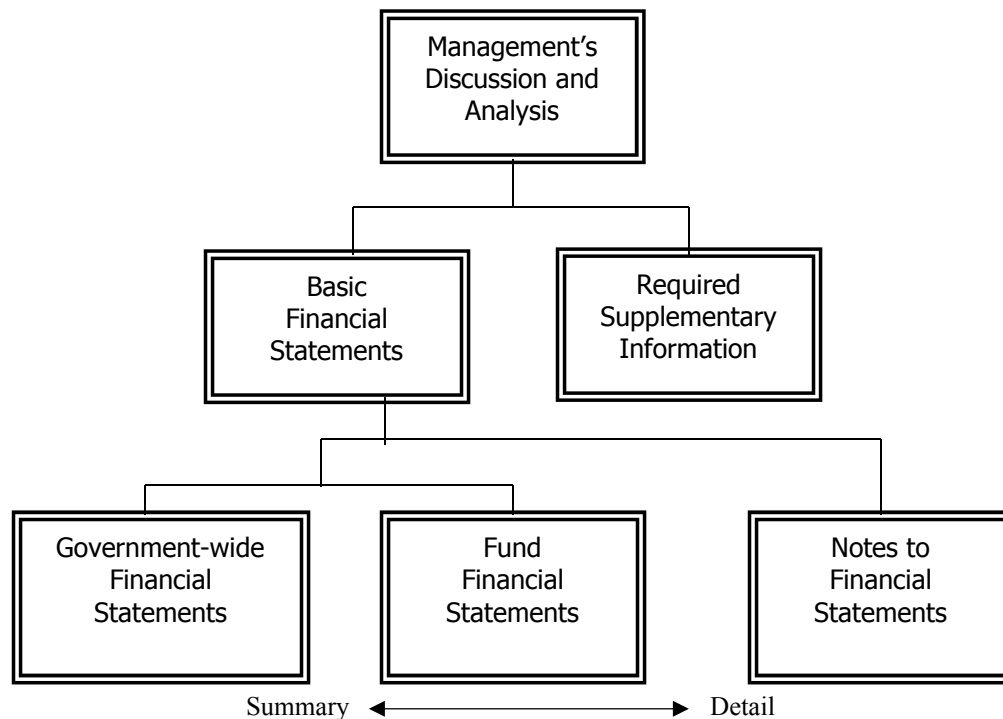 Management’s
Discussion and
Analysis
Basic
Financial
Statements
Required
Supplementary
Information
Government-wide
Financial
Statements
Fund
Financial
Statements
Notes to
Financial
Statements
Summary
Detail